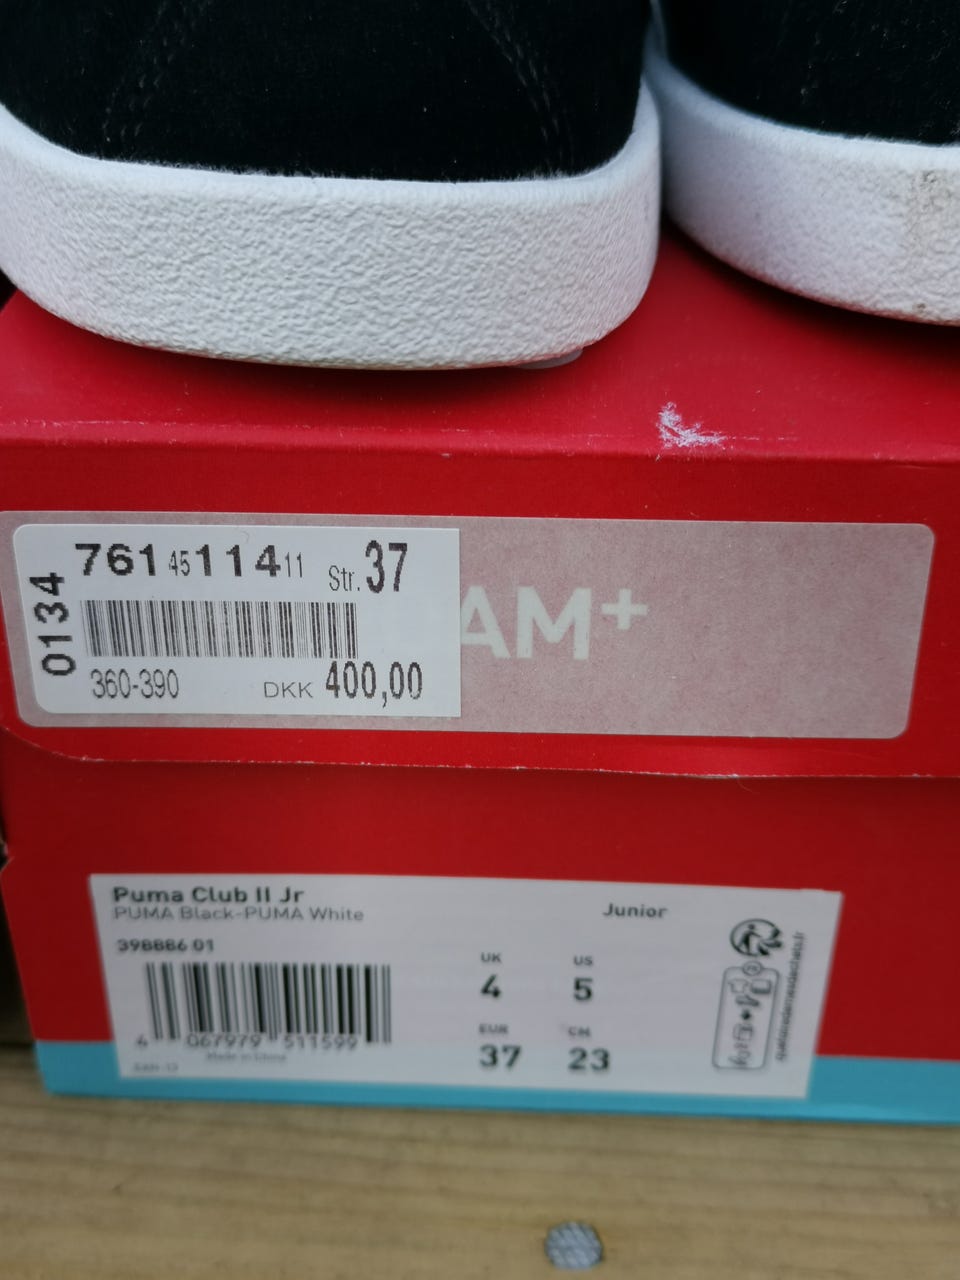 761 45 114 11 Str. 37
0134
360-390 DKK 400,00
AM+
Puma Club II Jr
PUMA Black-PUMA White
Junior
398886 01
UK US
4 5
EUR CM
37 23
4 067979 511599
Made in China
EAN-13